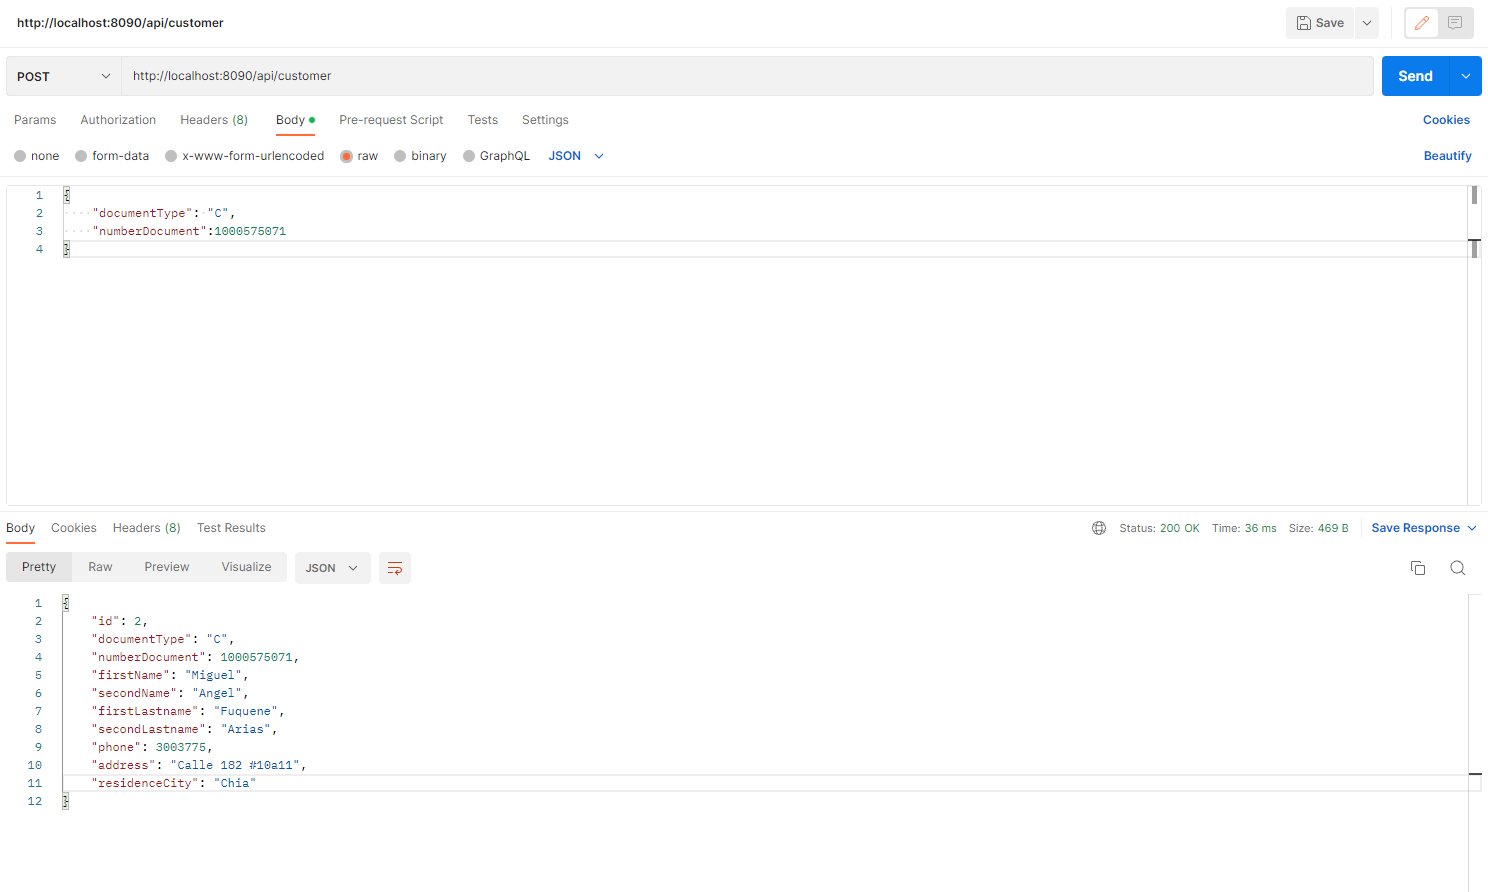 http://localhost:8090/api/customer Save
POST http://localhost:8090/api/customer Send
Params Authorization Headers (8) Body Pre-request Script Tests Settings Cookies
none form-data x-www-form-urlencoded raw binary GraphQL JSON Beautify
1 {
2 "documentType": "C",
3 "numberDocument":1000575071
4 }
Body Cookies Headers (8) Test Results Status: 200 OK Time: 36 ms Size: 469 B Save Response
Pretty Raw Preview Visualize JSON
1 {
2 "id": 2,
3 "documentType": "C",
4 "numberDocument": 1000575071,
5 "firstName": "Miguel",
6 "secondName": "Angel",
7 "firstLastname": "Fuquene",
8 "secondLastname": "Arias",
9 "phone": 3003775,
10 "address": "Calle 182 #10a11",
11 "residenceCity": "Chia"
12 }